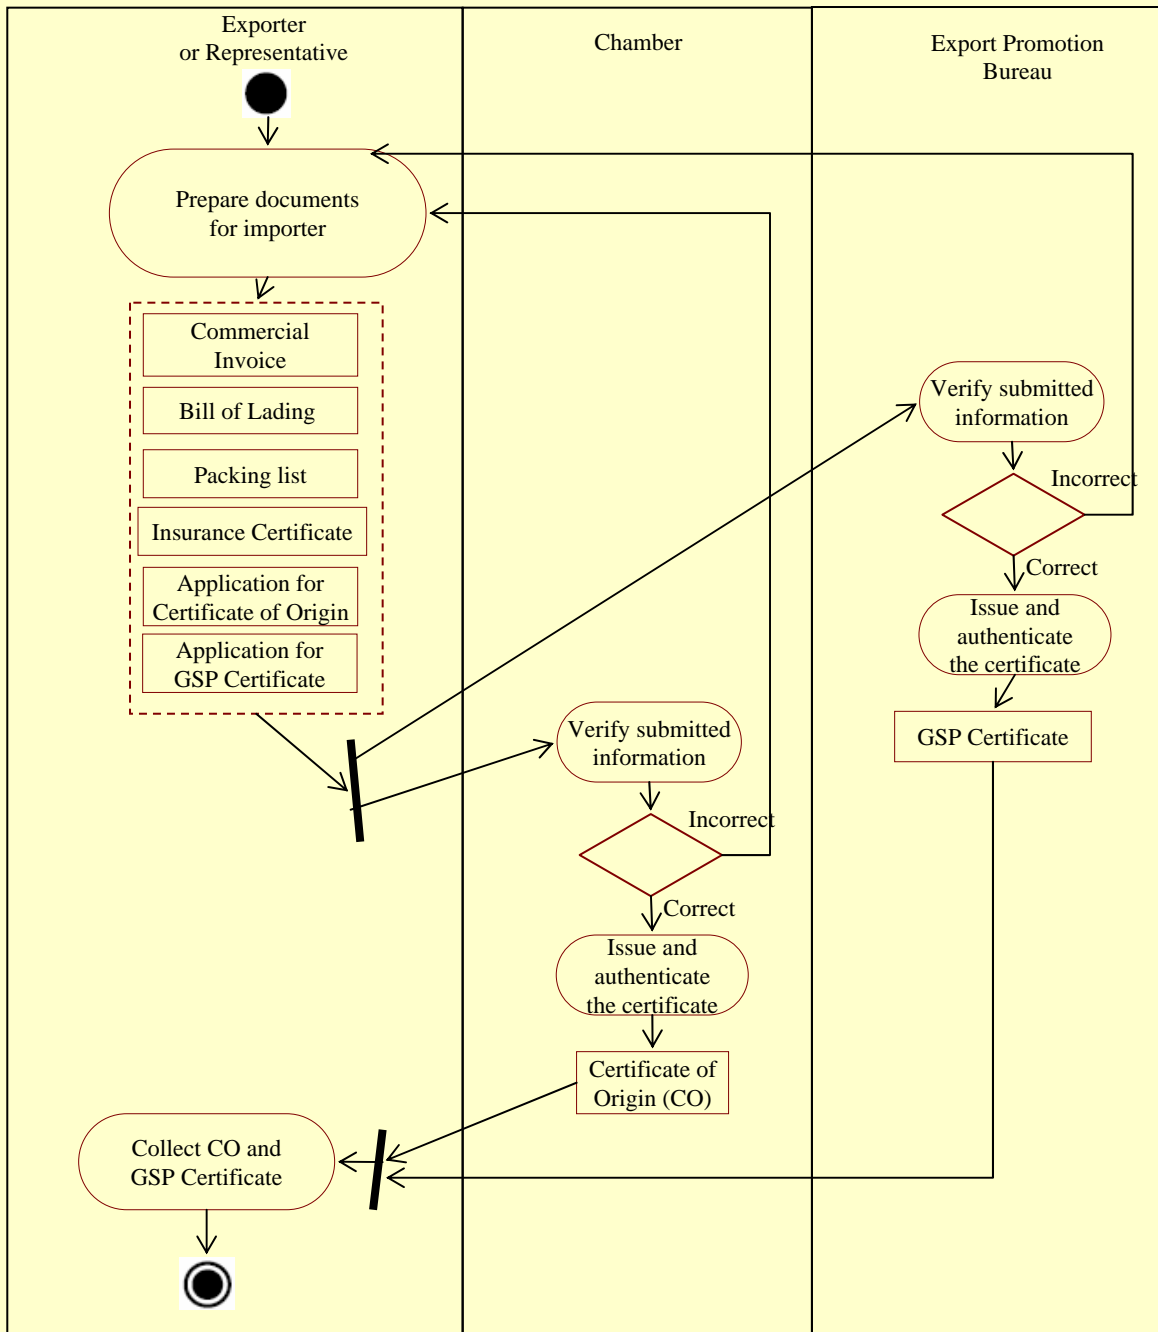 Exporter
or Representative
Chamber
Export Promotion
Bureau
Prepare documents
for importer
Commercial
Invoice
Bill of Lading
Packing list
Insurance Certificate
Application for
Certificate of Origin
Application for
GSP Certificate
Verify submitted
information
Incorrect
Correct
Issue and
authenticate
the certificate
GSP Certificate
Verify submitted
information
Incorrect
Correct
Issue and
authenticate
the certificate
Certificate of
Origin (CO)
Collect CO and
GSP Certificate